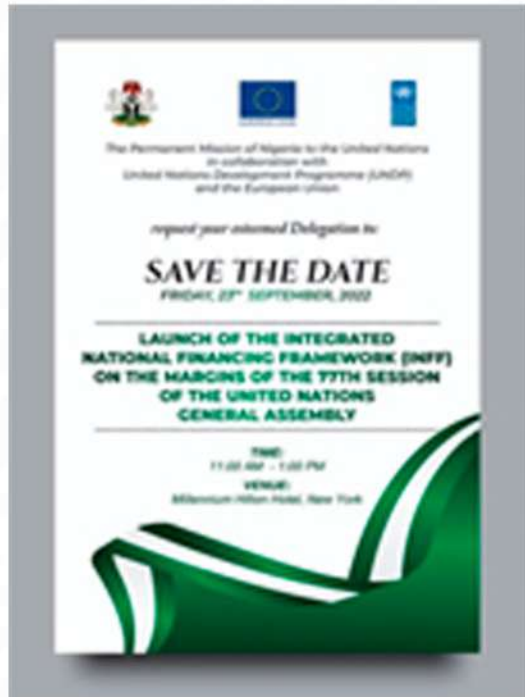 The Permanent Mission of Nigeria to the United Nations
in collaboration with
United Nations Development Programme (UNDP)
and the European Union
request your esteemed Delegation to:
SAVE THE DATE
FRIDAY, 23RD SEPTEMBER, 2022
LAUNCH OF THE INTEGRATED
NATIONAL FINANCING FRAMEWORK (INFF)
ON THE MARGINS OF THE 77TH SESSION
OF THE UNITED NATIONS
GENERAL ASSEMBLY
TIME:
11:00 AM - 1:00 PM
VENUE:
Millennium Hilton Hotel, New York